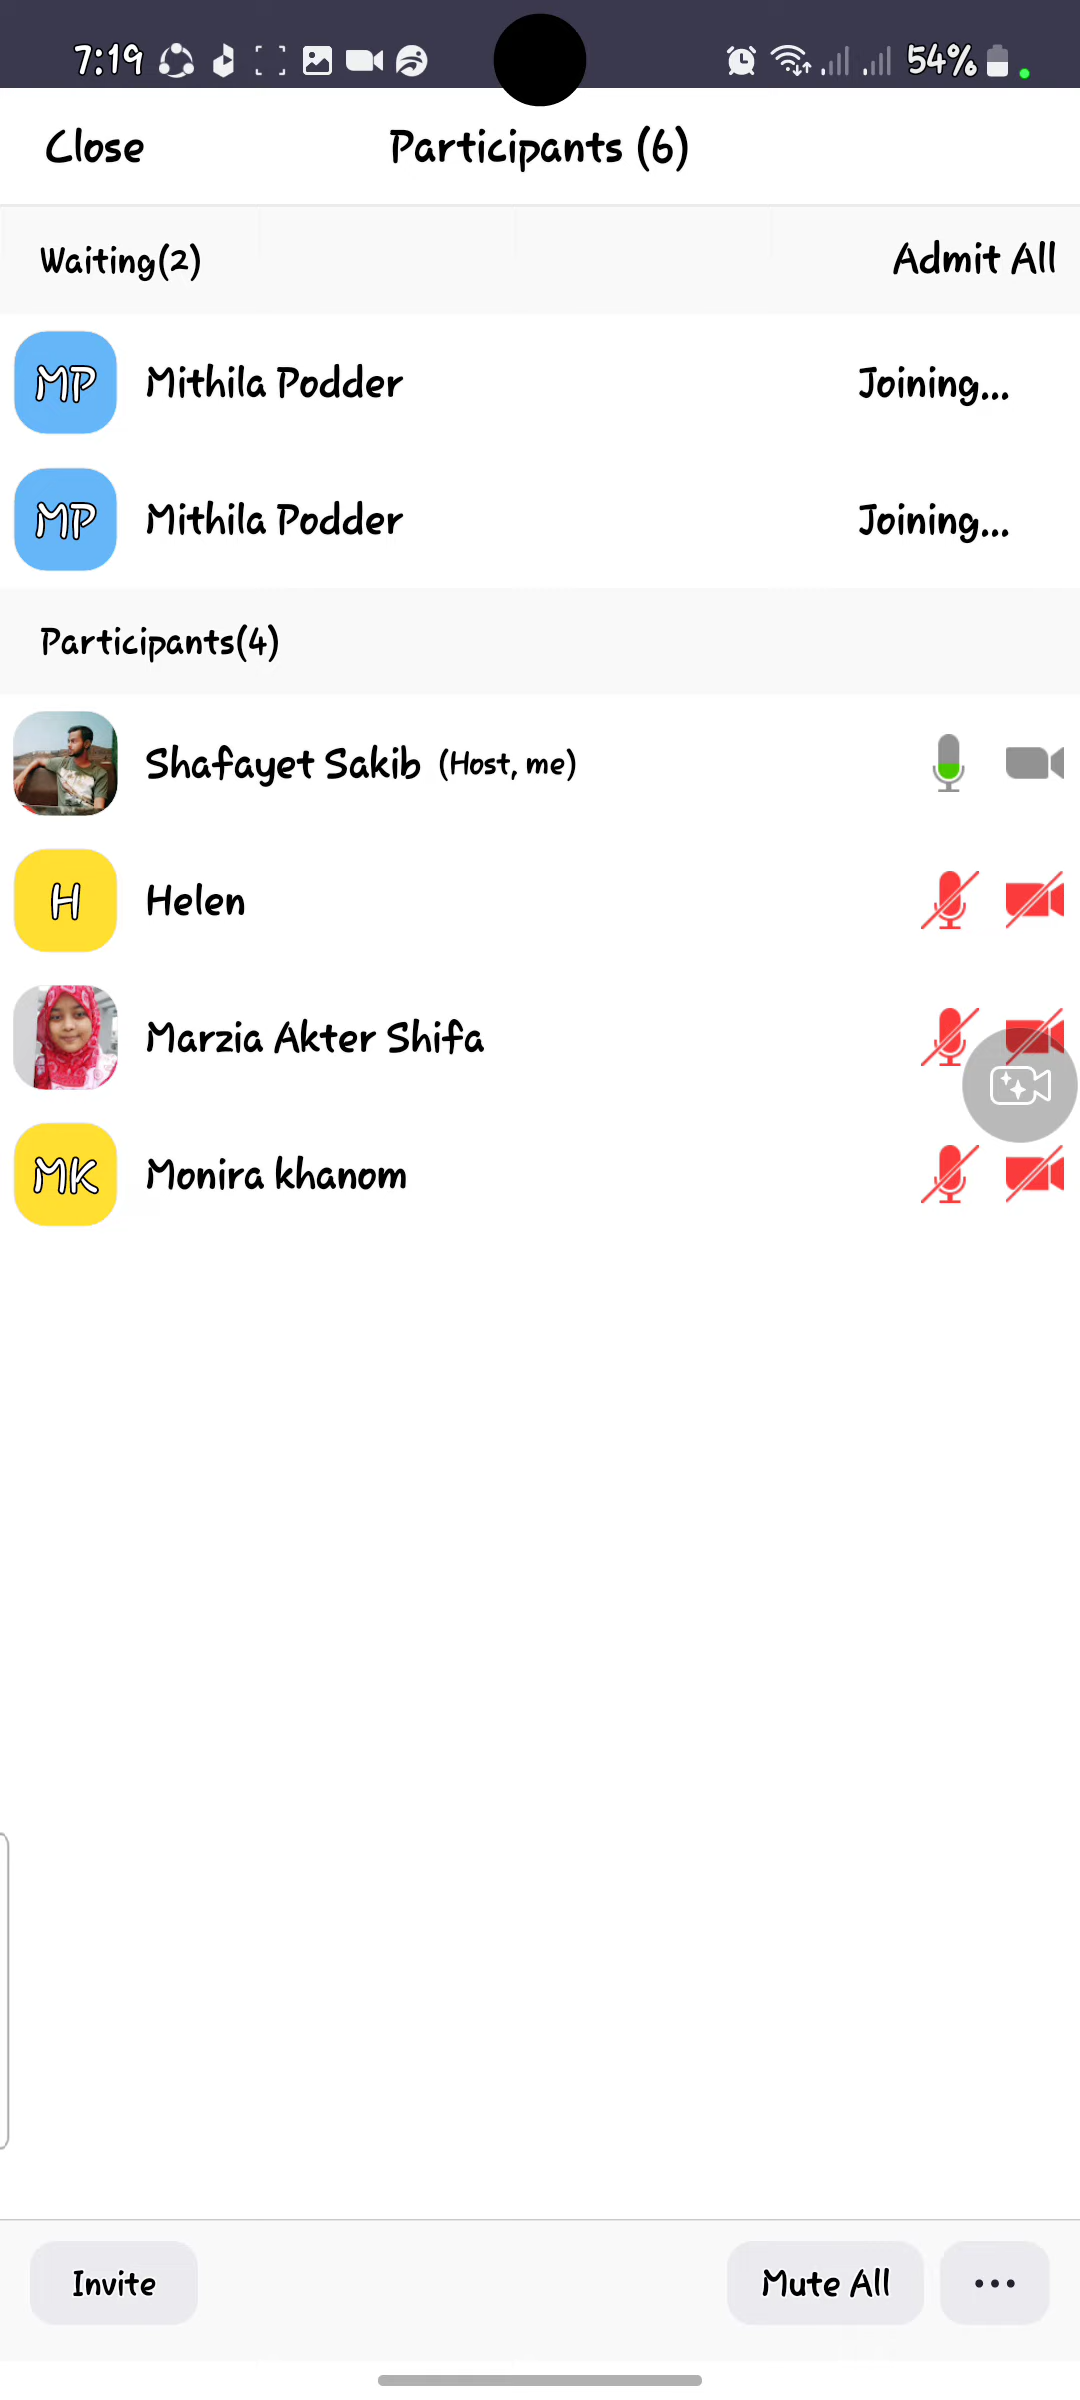 7:19 54%
Close Participants (6)
Waiting(2) Admit All
MP Mithila Podder Joining...
MP Mithila Podder Joining...
Participants(4)
Shafayet Sakib (Host, me)
H Helen
Marzia Akter Shifa
MK Monira khanom
Invite Mute All ...